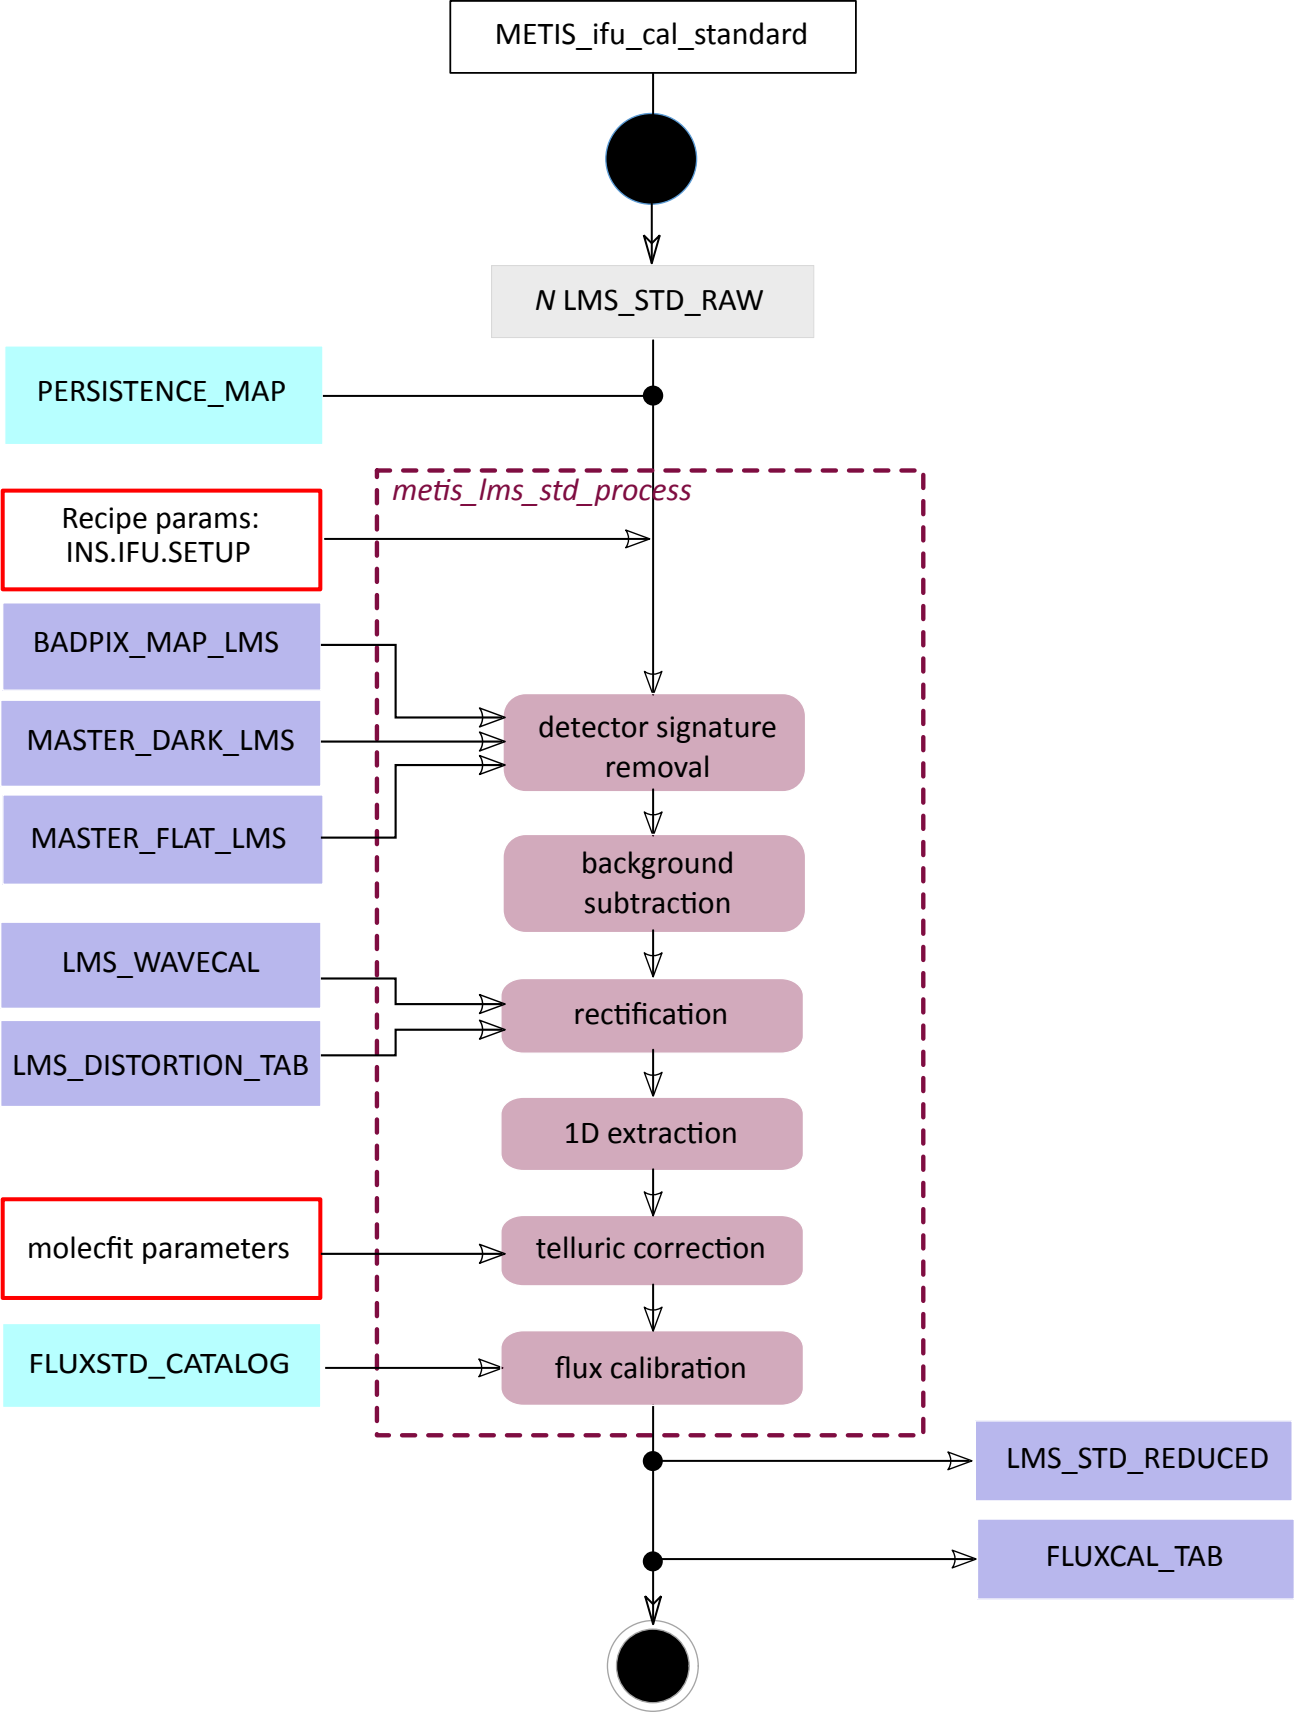 METIS_ifu_cal_standard
N LMS_STD_RAW
PERSISTENCE_MAP
metis_lms_std_process
Recipe params:
INS.IFU.SETUP
BADPIX_MAP_LMS
MASTER_DARK_LMS
MASTER_FLAT_LMS
detector signature
removal
background
subtraction
LMS_WAVECAL
LMS_DISTORTION_TAB
rectification
1D extraction
molecfit parameters
telluric correction
FLUXSTD_CATALOG
flux calibration
LMS_STD_REDUCED
FLUXCAL_TAB